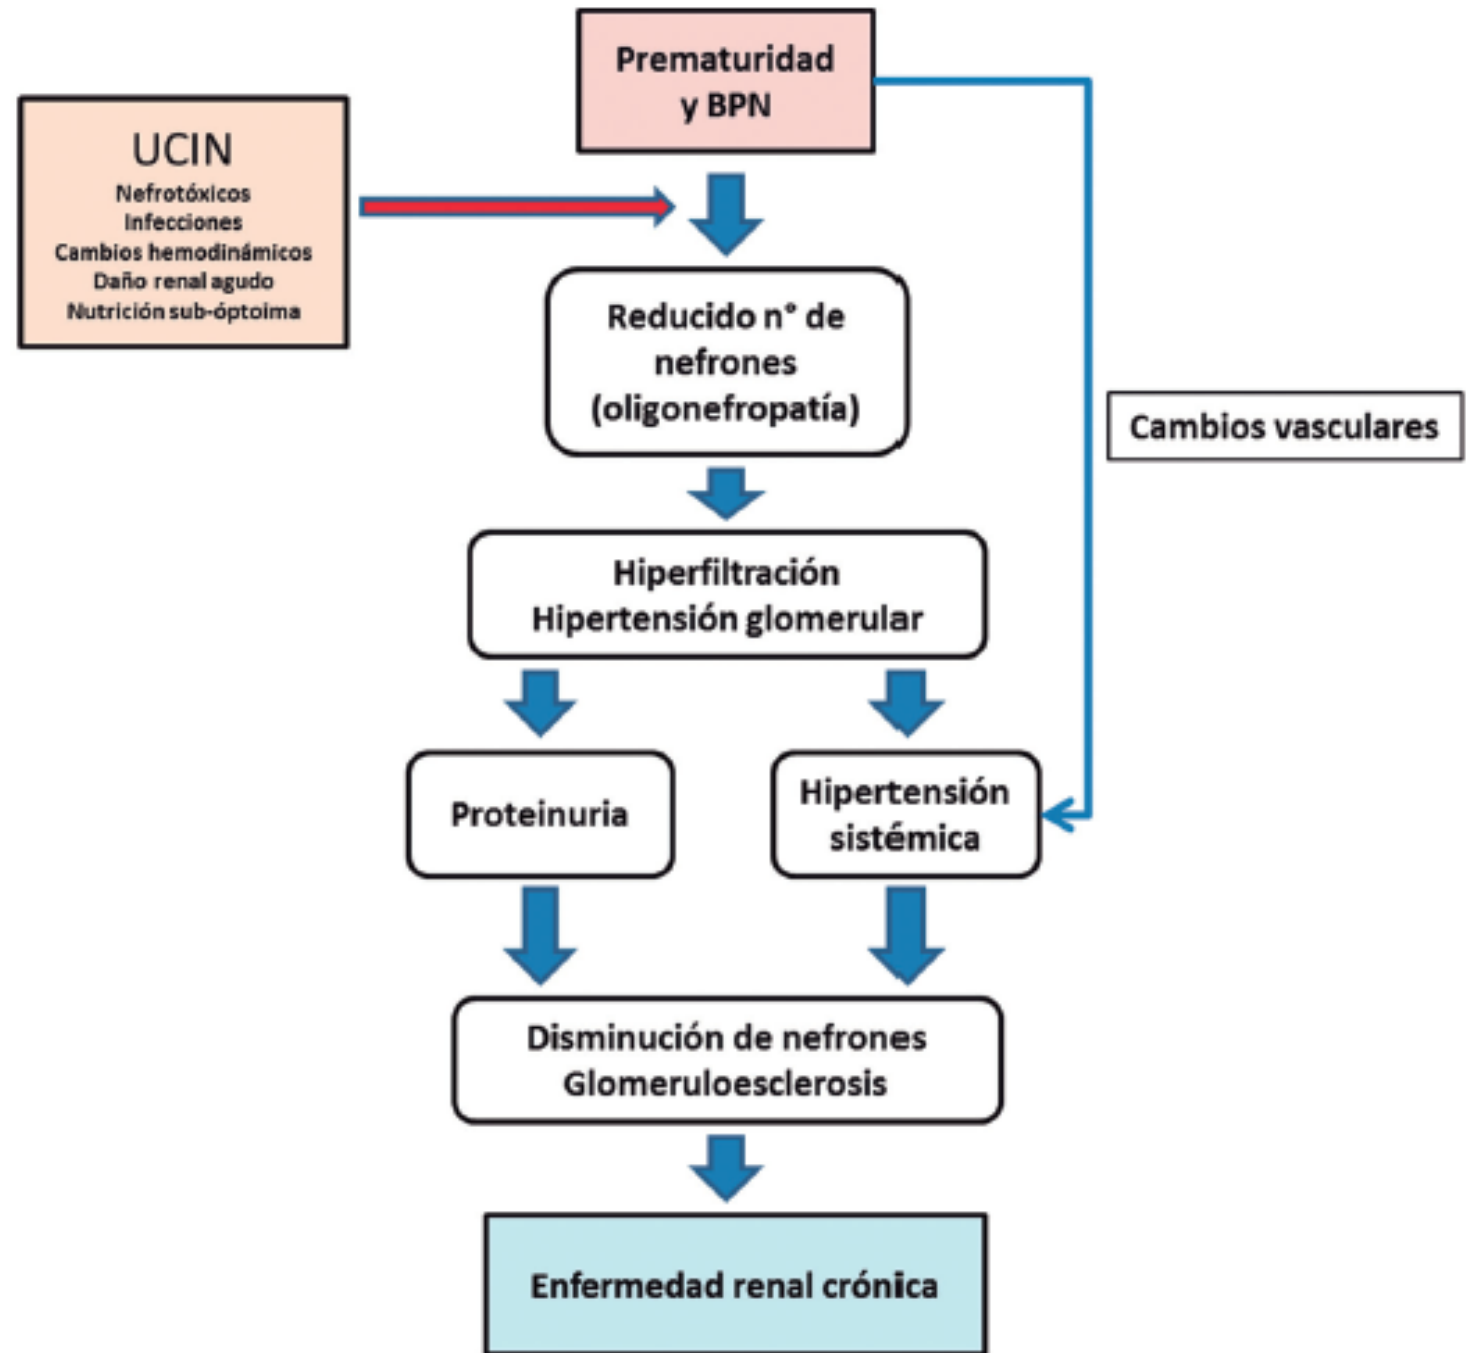 Prematuridad
y BPN
UCIN
Nefrotóxicos
Infecciones
Cambios hemodinámicos
Daño renal agudo
Nutrición sub-óptoima
Reducido n° de
nefrones
(oligonefropatía)
Cambios vasculares
Hiperfiltración
Hipertensión glomerular
Proteinuria
Hipertensión
sistémica
Disminución de nefrones
Glomeruloesclerosis
Enfermedad renal crónica